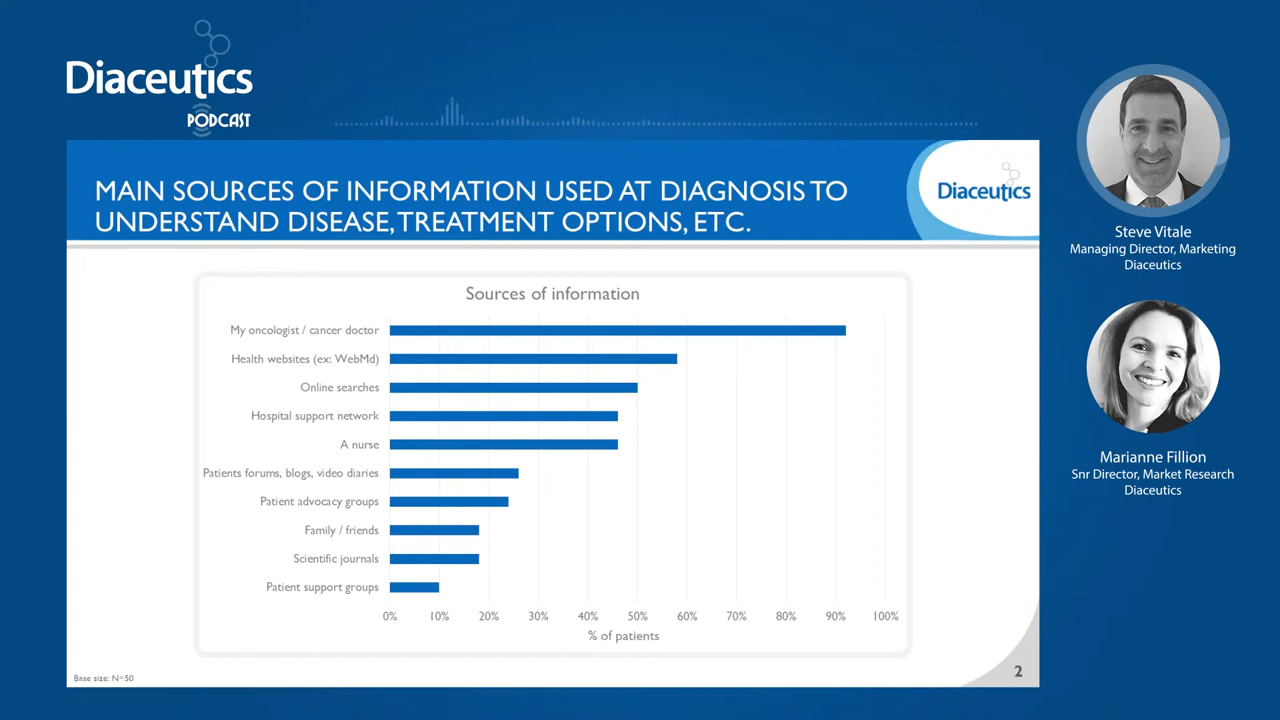 Diaceutics
PODCAST
MAIN SOURCES OF INFORMATION USED AT DIAGNOSIS TO
UNDERSTAND DISEASE, TREATMENT OPTIONS, ETC.
Diaceutics
Sources of information
My oncologist / cancer doctor
Health websites (ex: WebMd)
Online searches
Hospital support network
A nurse
Patients forums, blogs, video diaries
Patient advocacy groups
Family / friends
Scientific journals
Patient support groups
0% 10% 20% 30% 40% 50% 60% 70% 80% 90% 100%
% of patients
Base size: N=50
2
Steve Vitale
Managing Director, Marketing
Diaceutics
Marianne Fillion
Snr Director, Market Research
Diaceutics